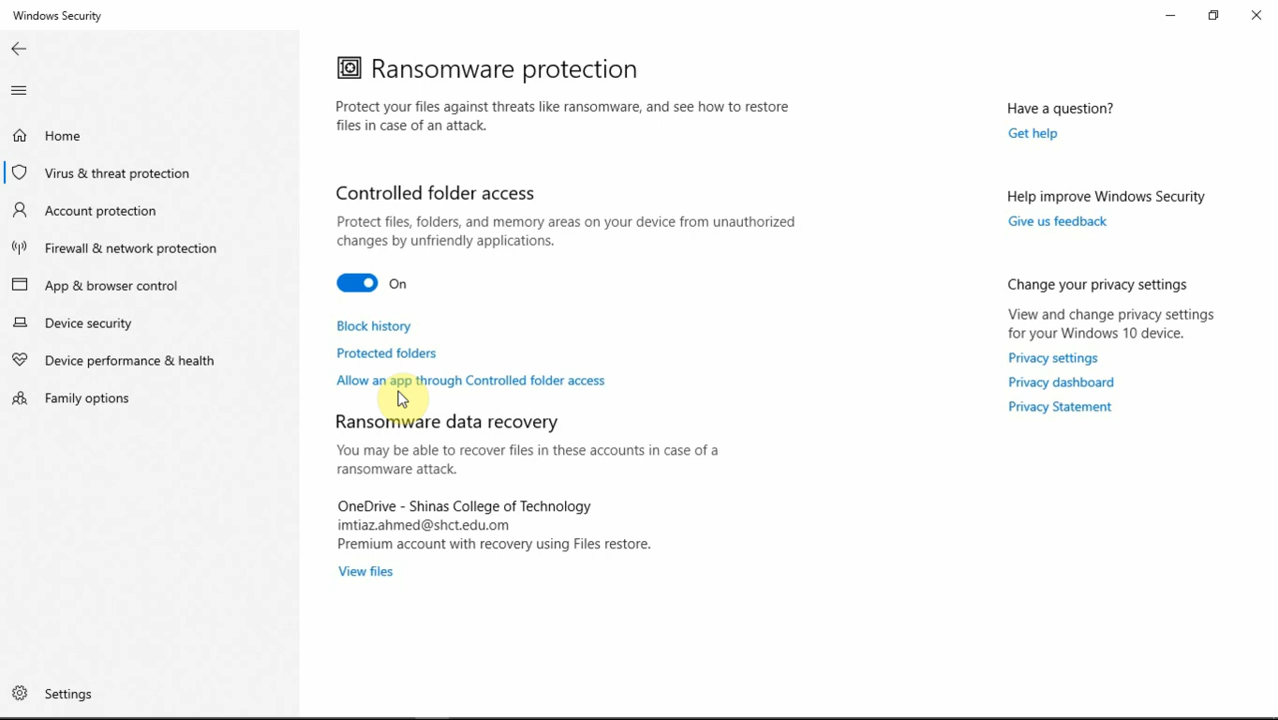 Windows Security
Home
Virus & threat protection
Account protection
Firewall & network protection
App & browser control
Device security
Device performance & health
Family options
Settings
Ransomware protection
Protect your files against threats like ransomware, and see how to restore
files in case of an attack.
Controlled folder access
Protect files, folders, and memory areas on your device from unauthorized
changes by unfriendly applications.
On
Block history
Protected folders
Allow an app through Controlled folder access
Ransomware data recovery
You may be able to recover files in these accounts in case of a
ransomware attack.
OneDrive - Shinas College of Technology
imtiaz.ahmed@shct.edu.om
Premium account with recovery using Files restore.
View files
Have a question?
Get help
Help improve Windows Security
Give us feedback
Change your privacy settings
View and change privacy settings
for your Windows 10 device.
Privacy settings
Privacy dashboard
Privacy Statement